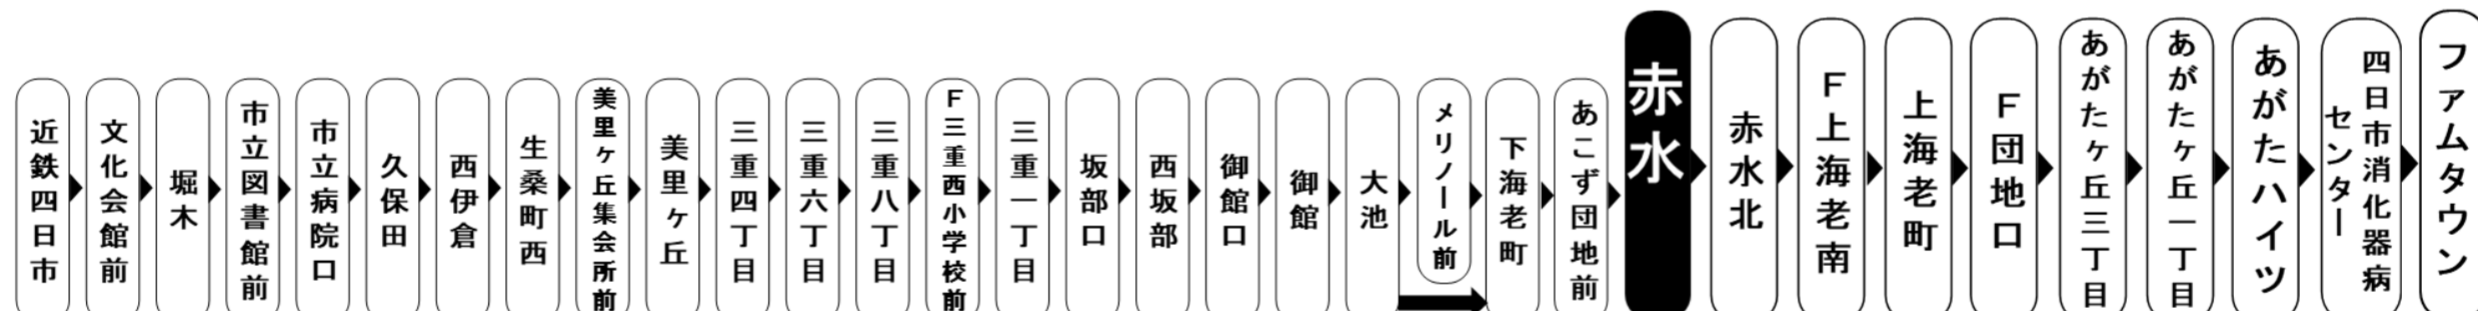 近鉄四日市
文化会館前
堀木
市立図書館前
市立病院口
久保田
西伊倉
生桑町西
美里ヶ丘集会所前
美里ヶ丘
三重四丁目
三重六丁目
三重八丁目
F三重西小学校前
三重一丁目
坂部口
西坂部
御館口
御館
大池
メリノール前
下海老町
あこず団地前
赤水
赤水北
F上海老南
上海老町
F団地口
あがたヶ丘三丁目
あがたヶ丘一丁目
あがたハイツ
四日市消化器病
センター
ファムタウン